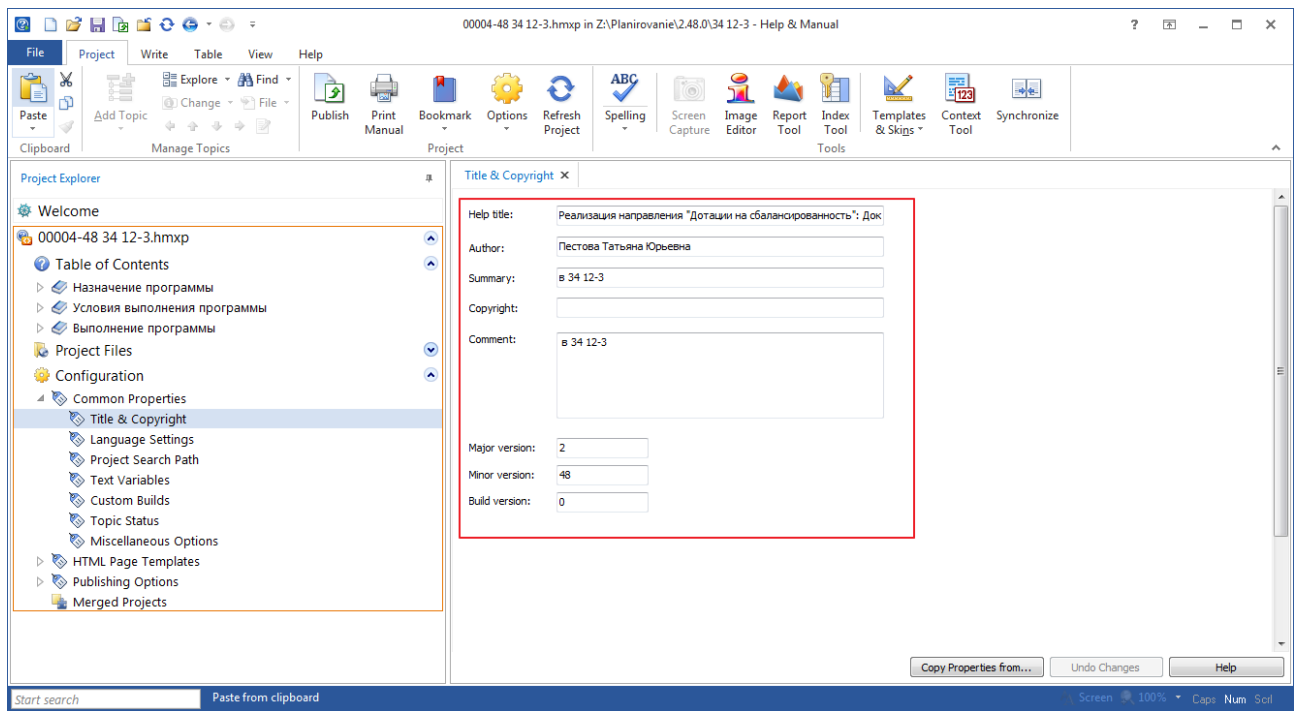 00004-48 34 12-3.hmxp in Z:\Planirovanie\2.48.0\34 12-3 - Help & Manual
File Project Write Table View Help
Paste
Clipboard
Add Topic
Explore Find
Change File
Manage Topics
Publish
Print Manual
Bookmark
Options
Refresh Project
Project
Spelling
Screen Capture
Image Editor
Report Tool
Index Tool
Templates & Skins
Context Tool
Synchronize
Tools
Project Explorer
Welcome
00004-48 34 12-3.hmxp
Table of Contents
Назначение программы
Условия выполнения программы
Выполнение программы
Project Files
Configuration
Common Properties
Title & Copyright
Language Settings
Project Search Path
Text Variables
Custom Builds
Topic Status
Miscellaneous Options
HTML Page Templates
Publishing Options
Merged Projects
Title & Copyright
Help title: Реализация направления "Дотации на сбалансированность": Док
Author: Пестова Татьяна Юрьевна
Summary: в 34 12-3
Copyright:
Comment: в 34 12-3
Major version: 2
Minor version: 48
Build version: 0
Copy Properties from... Undo Changes Help
Start search Paste from clipboard Screen 100% Caps Num Scrl